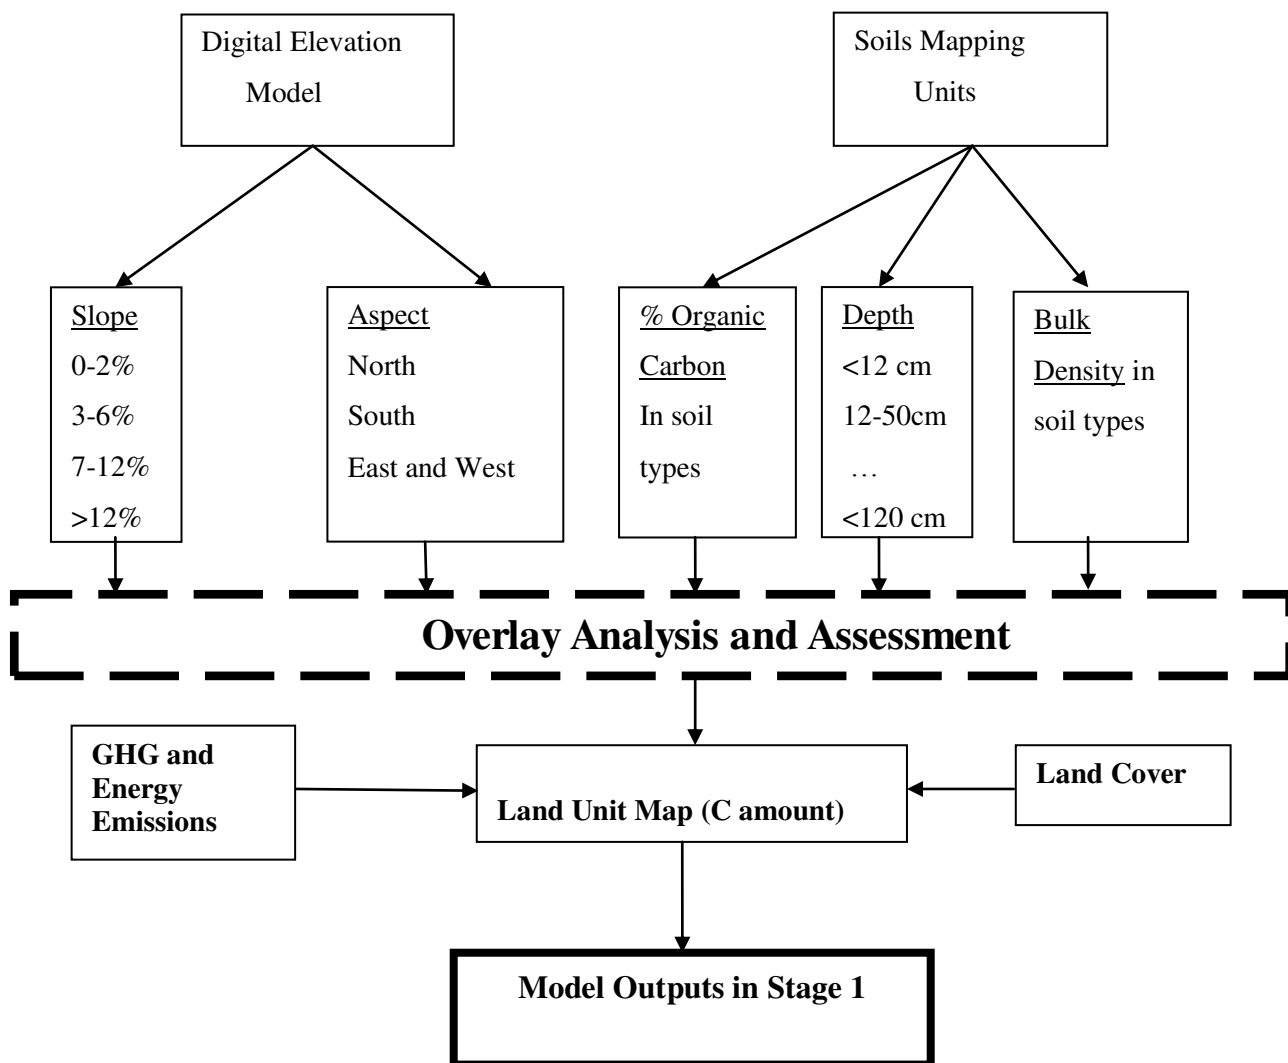 Digital Elevation
Model
Soils Mapping
Units
Slope
0-2%
3-6%
7-12%
>12%
Aspect
North
South
East and West
% Organic
Carbon
In soil
types
Depth
<12 cm
12-50cm
…
<120 cm
Bulk
Density in
soil types
Overlay Analysis and Assessment
GHG and
Energy
Emissions
Land Unit Map (C amount)
Land Cover
Model Outputs in Stage 1